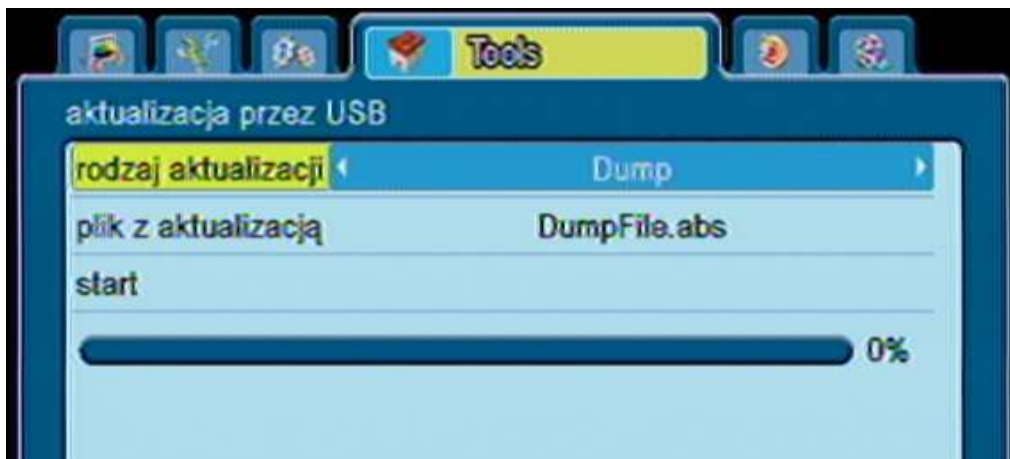 Tools
aktualizacja przez USB
rodzaj aktualizacji Dump
plik z aktualizacją DumpFile.abs
start
0%